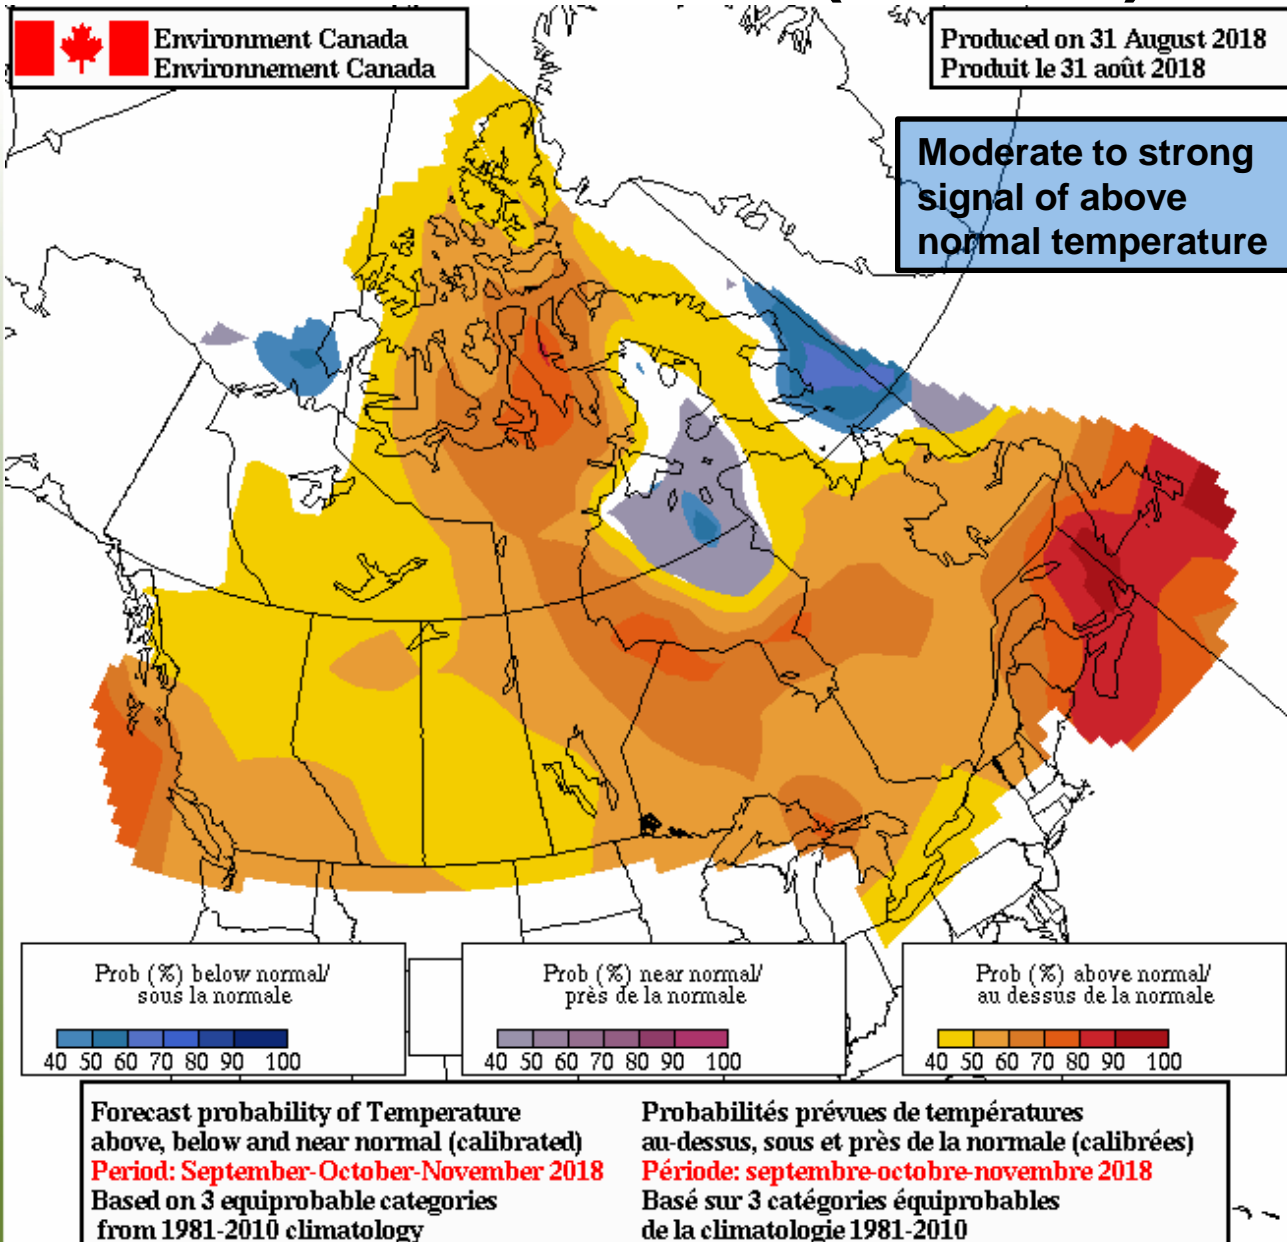 Environment Canada
Environnement Canada
Produced on 31 August 2018
Produit le 31 août 2018
Moderate to strong
signal of above
normal temperature
Prob (%) below normal/
sous la normale
40 50 60 70 80 90 100
Prob (%) near normal/
près de la normale
40 50 60 70 80 90 100
Prob (%) above normal/
au dessus de la normale
40 50 60 70 80 90 100
Forecast probability of Temperature
above, below and near normal (calibrated)
Period: September-October-November 2018
Based on 3 equiprobable categories
from 1981-2010 climatology
Probabilités prévues de températures
au-dessus, sous et près de la normale (calibrées)
Période: septembre-octobre-novembre 2018
Basé sur 3 catégories équiprobables
de la climatologie 1981-2010